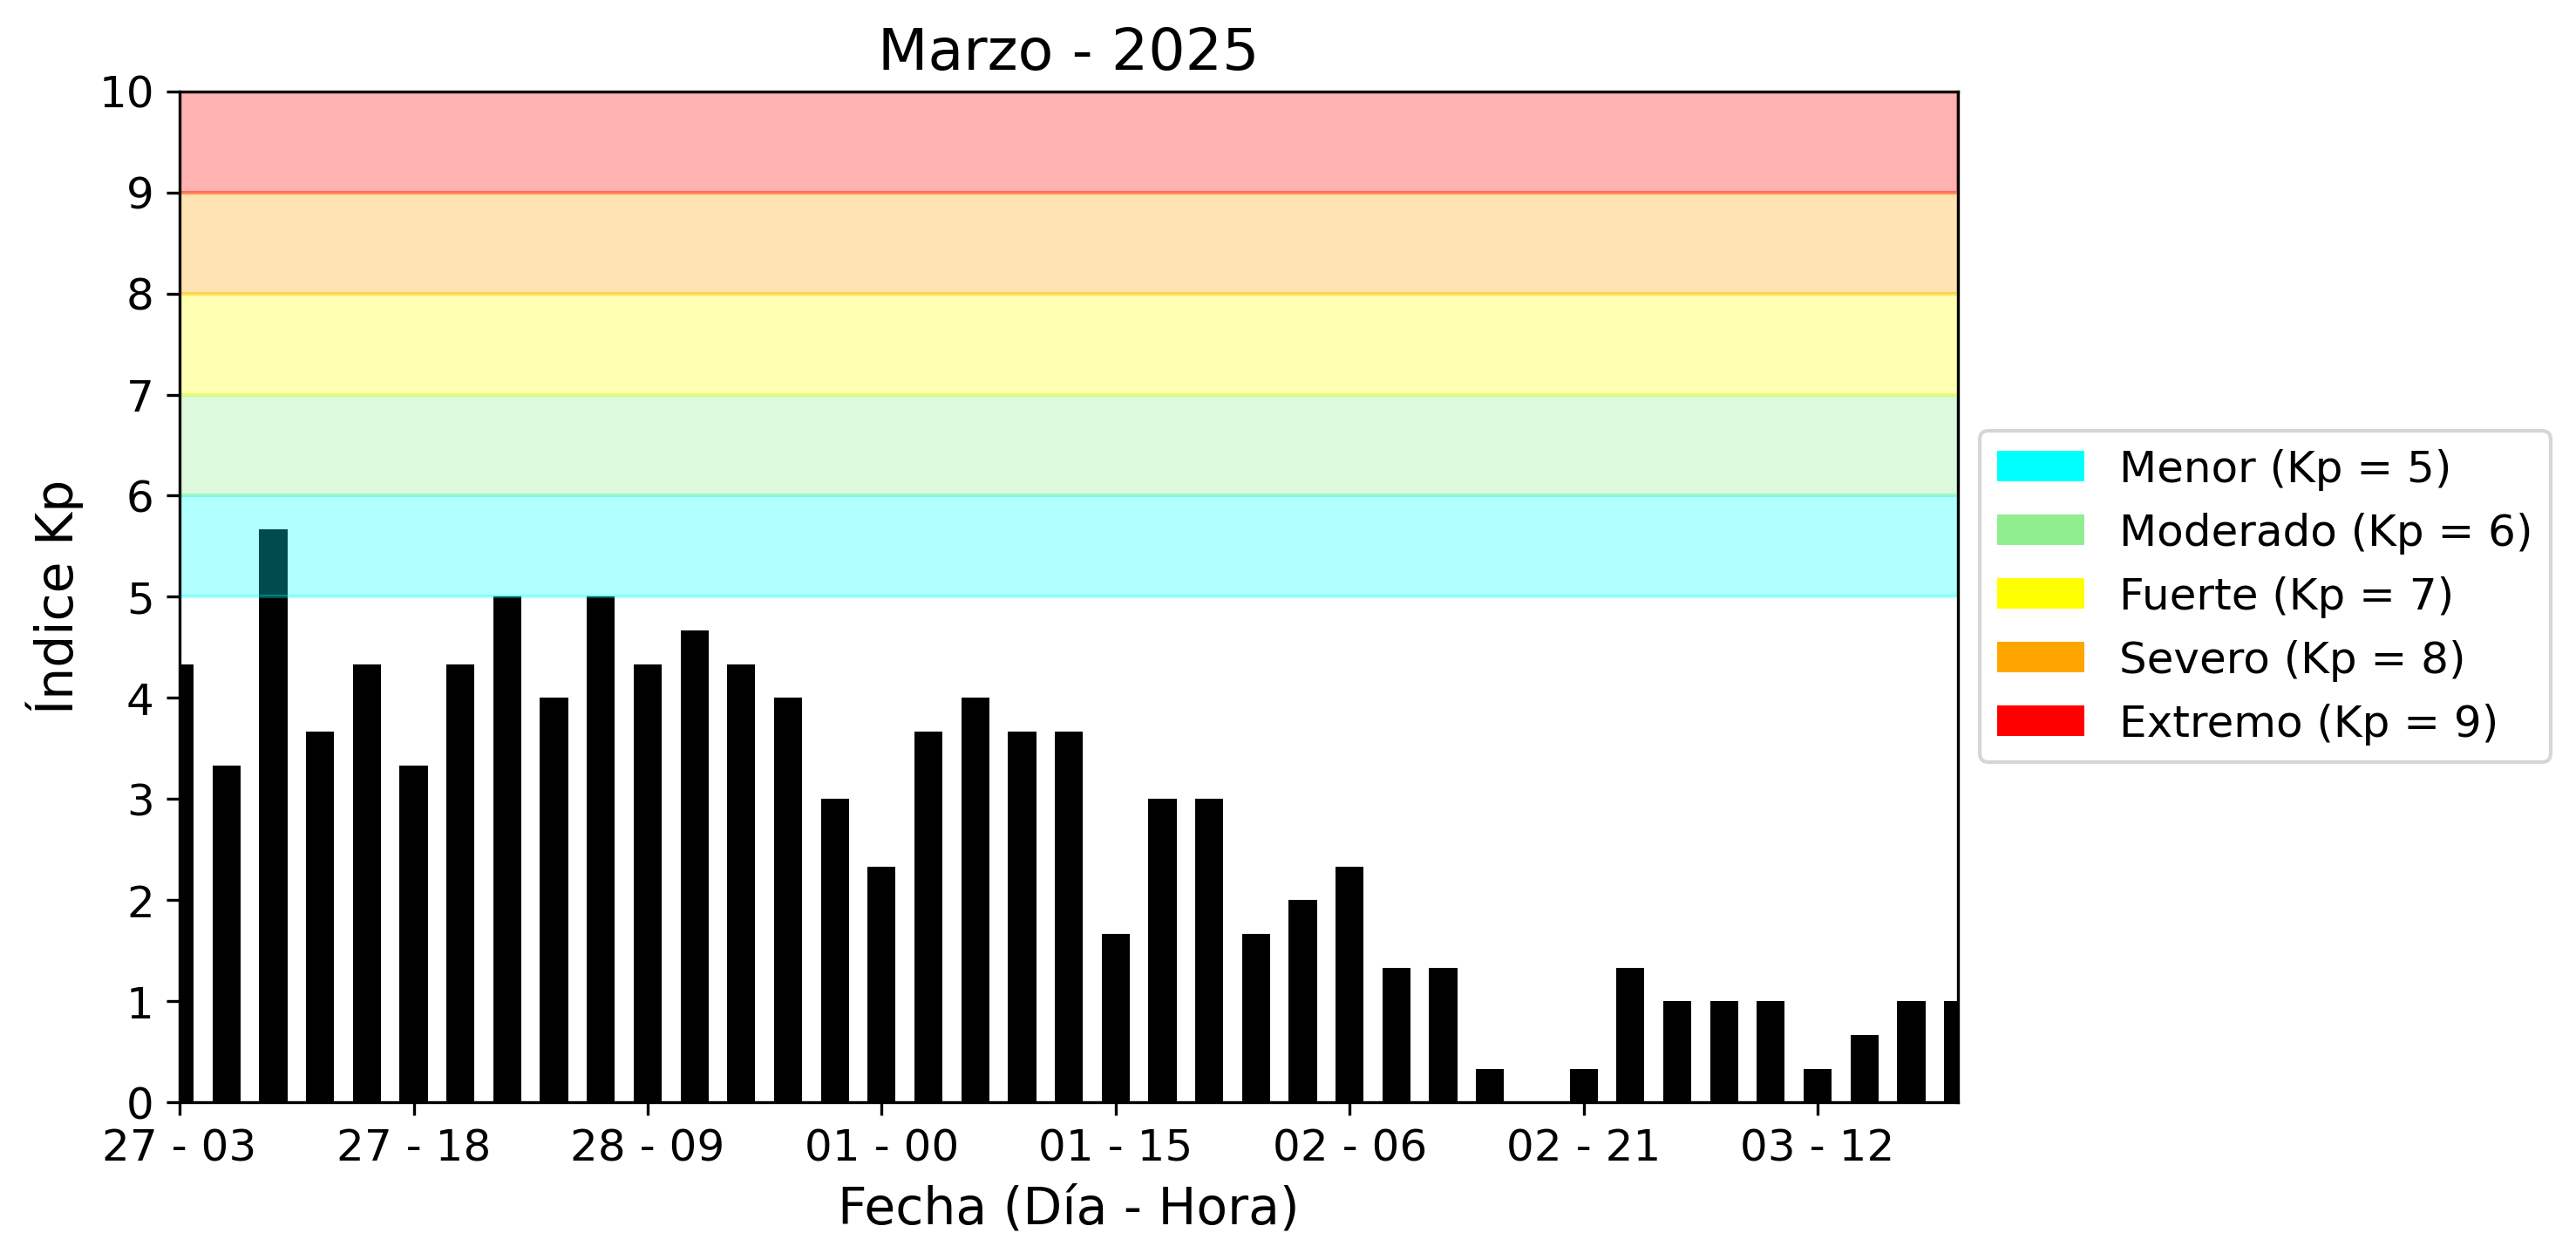 Marzo - 2025
10
9
8
7
6
5
4
3
2
1
0
Índice Kp
27 - 03 27 - 18 28 - 09 01 - 00 01 - 15 02 - 06 02 - 21 03 - 12
Fecha (Día - Hora)
Menor (Kp = 5)
Moderado (Kp = 6)
Fuerte (Kp = 7)
Severo (Kp = 8)
Extremo (Kp = 9)